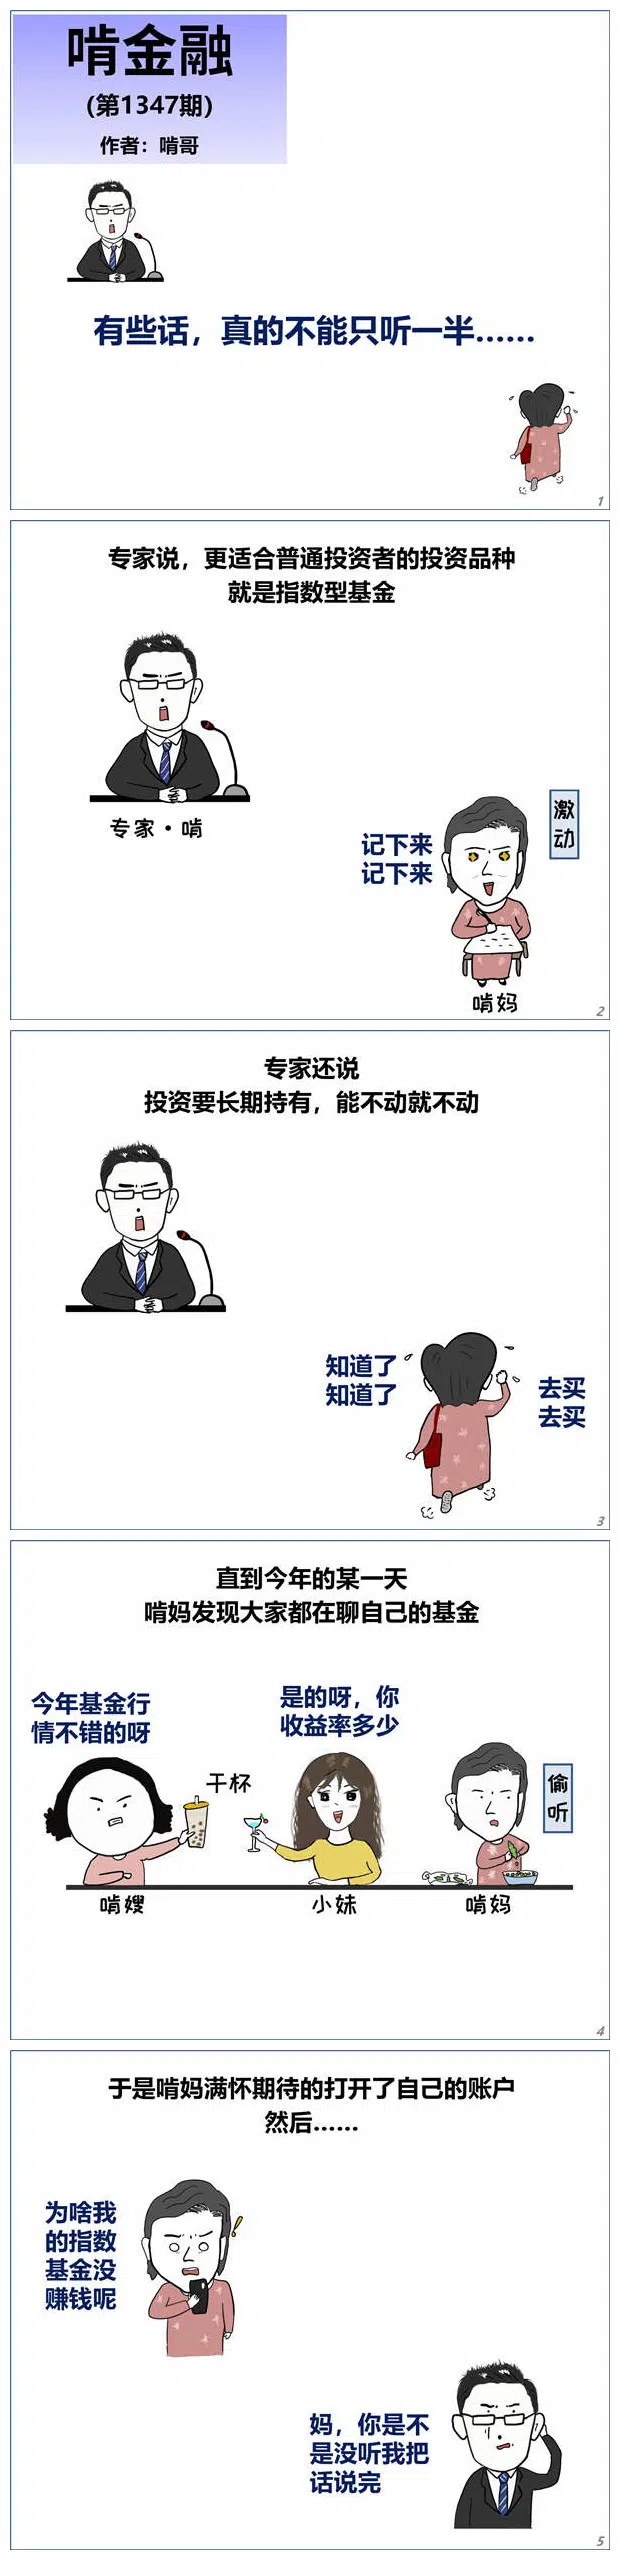 啃金融
(第1347期)
作者：啃哥
有些话，真的不能只听一半……
1
专家说，更适合普通投资者的投资品种
就是指数型基金
专家·啃
记下来
记下来
激动
啃妈
2
专家还说
投资要长期持有，能不动就不动
知道了
知道了
去买
去买
3
直到今年的某一天
啃妈发现大家都在聊自己的基金
今年基金行
情不错的呀
干杯
是的呀，你
收益率多少
偷听
啃嫂
小妹
啃妈
4
于是啃妈满怀期待的打开了自己的账户
然后……
为啥我
的指数
基金没
赚钱呢
妈，你是不
是没听我把
话说完
5